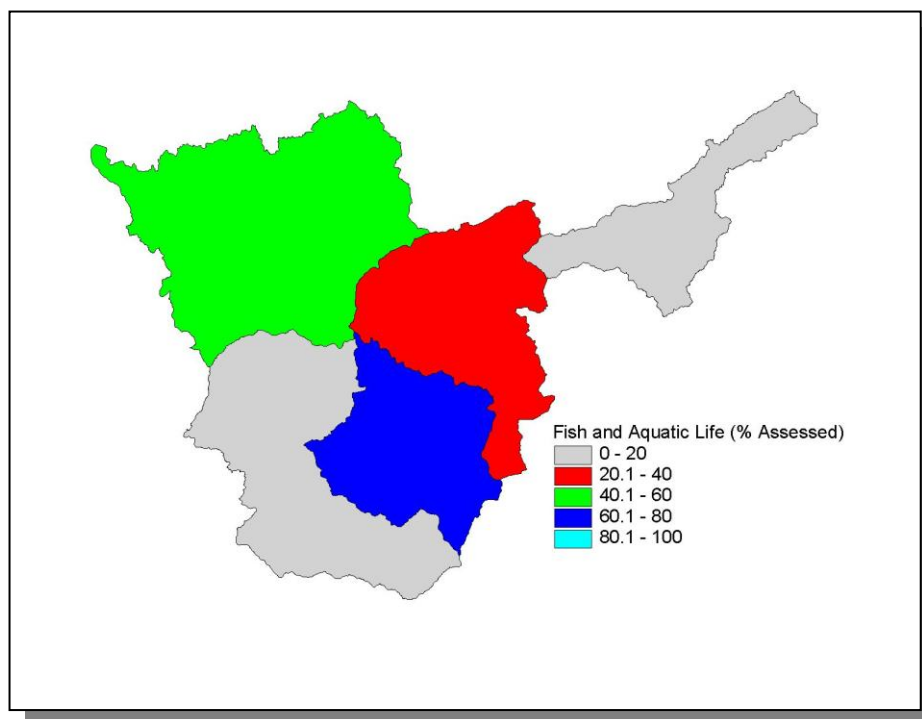 Fish and Aquatic Life (% Assessed)
0 - 20
20.1 - 40
40.1 - 60
60.1 - 80
80.1 - 100